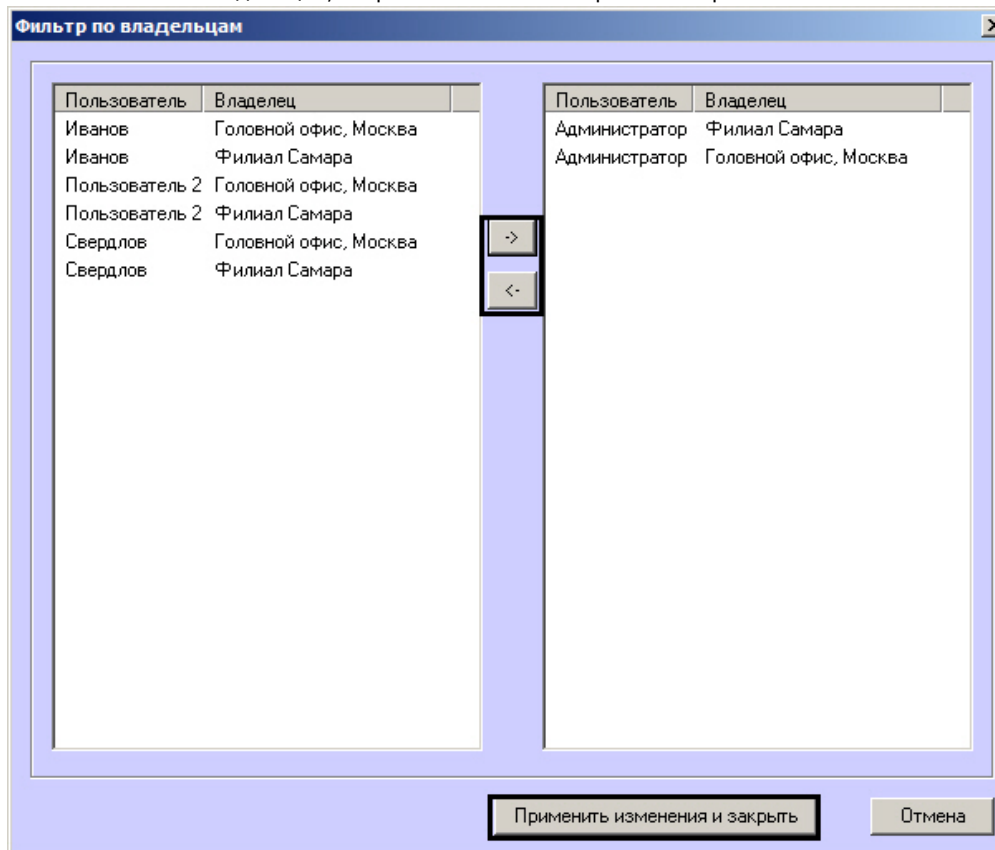 Фильтр по владельцам
Пользователь Владелец
Иванов Головной офис, Москва
Иванов Филиал Самара
Пользователь 2 Головной офис, Москва
Пользователь 2 Филиал Самара
Свердлов Головной офис, Москва
Свердлов Филиал Самара
->
<-
Пользователь Владелец
Администратор Филиал Самара
Администратор Головной офис, Москва
Применить изменения и закрыть
Отмена